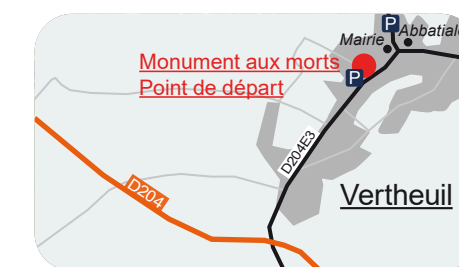 P
Mairie Abbatiale
Monument aux morts
P
Point de départ
D204E3
D204
Vertheuil